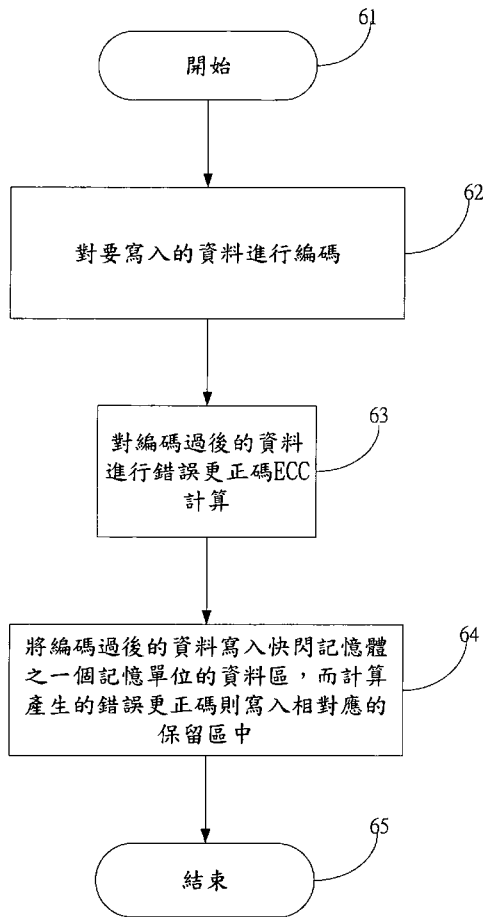 61
開始
62
對要寫入的資料進行編碼
63
對編碼過後的資料
進行錯誤更正碼ECC
計算
將編碼過後的資料寫入快閃記憶體
之一個記憶單位的資料區，而計算
產生的錯誤更正碼則寫入相對應的
保留區中
64
65
結束